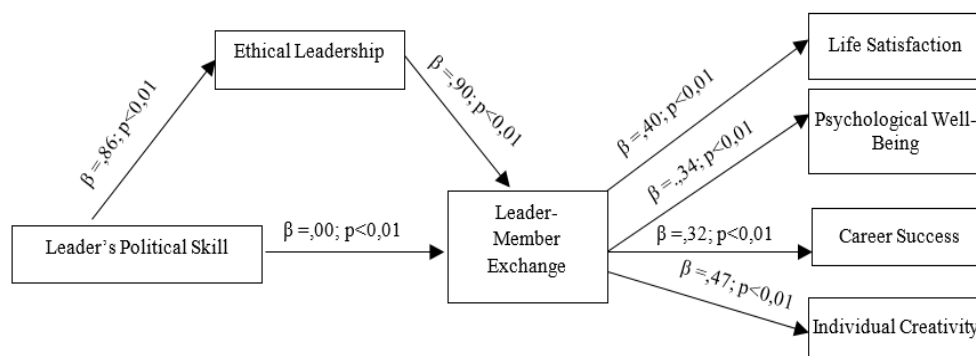 Ethical Leadership
Life Satisfaction
β =,86; p<0,01
β =,90; p<0,01
β =,40; p<0,01
Psychological Well-
Being
β =.,34; p<0,01
Leader’s Political Skill
β =,00; p<0,01
Leader-
Member
Exchange
β =,32; p<0,01
Career Success
β =,47; p<0,01
Individual Creativity